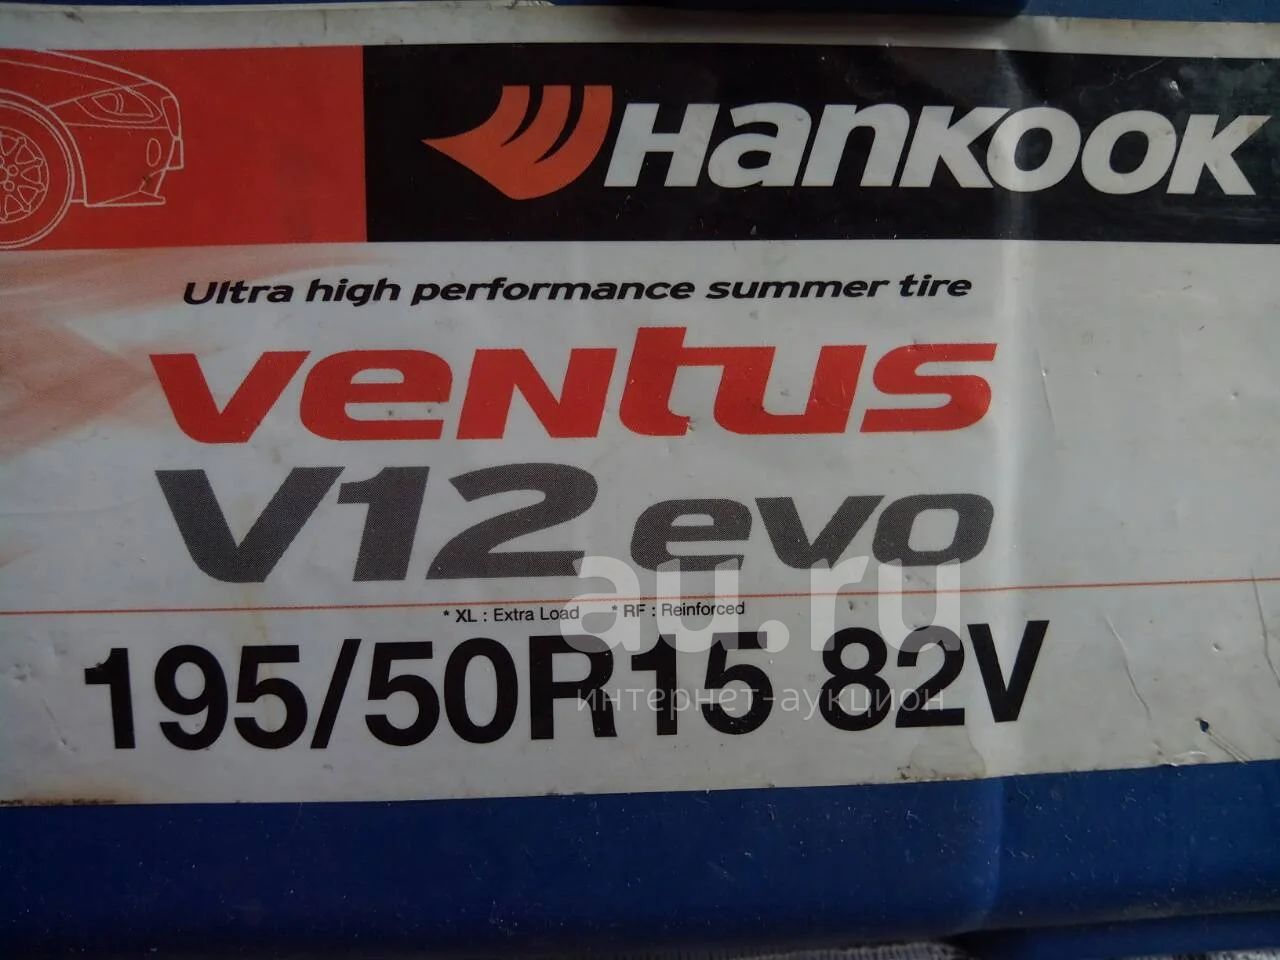 Hankook
Ultra high performance summer tire
ventus
V12 evo
* XL : Extra Load * RF : Reinforced
195/50R15 82V
au.ru
интернет-аукцион